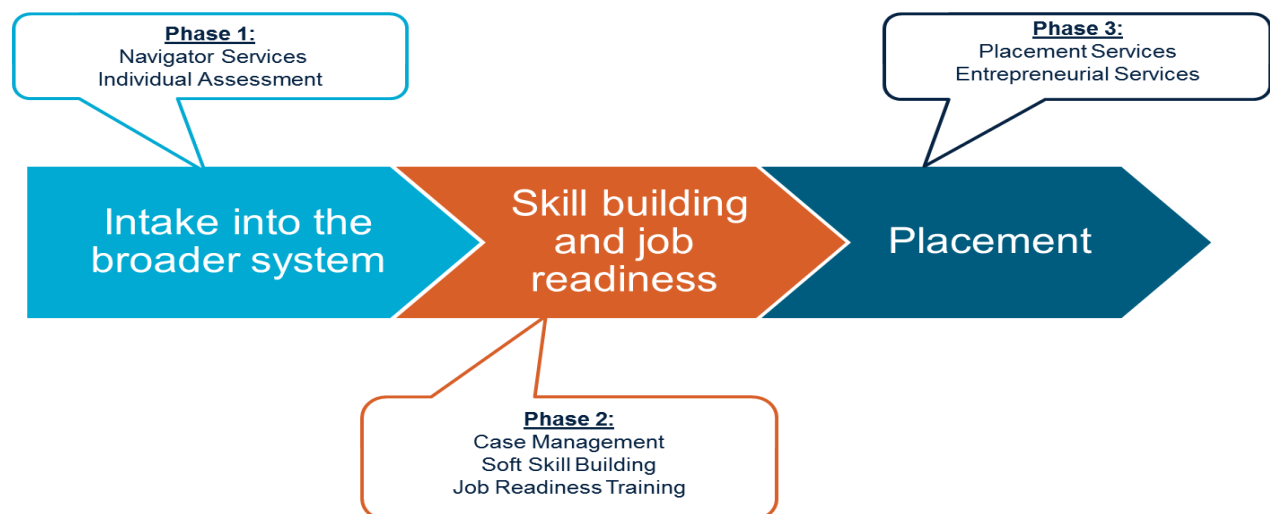 Phase 1:
Navigator Services
Individual Assessment
Phase 3:
Placement Services
Entrepreneurial Services
Intake into the
broader system
Skill building
and job
readiness
Placement
Phase 2:
Case Management
Soft Skill Building
Job Readiness Training